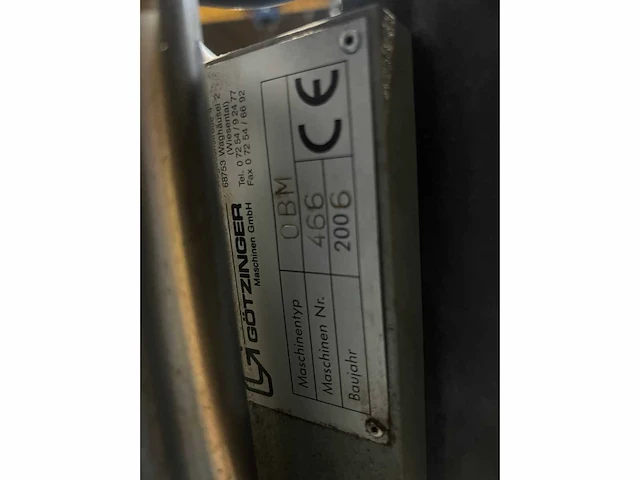 GÖTZINGER
Maschinen GmbH
68753 Waghäusel 2
(Wiesental)
Tel. 0 72 54 / 9 24 77
Fax 0 72 54 / 66 92
Maschinentyp OBM
Maschinen Nr. 466
Baujahr 2006
CE